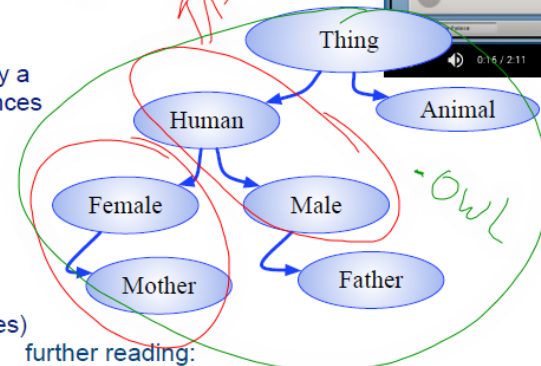 Thing
0:16 / 2:11
y a
nces
Human
Animal
-OWL
Female
Male
Mother
Father
es)
further reading: